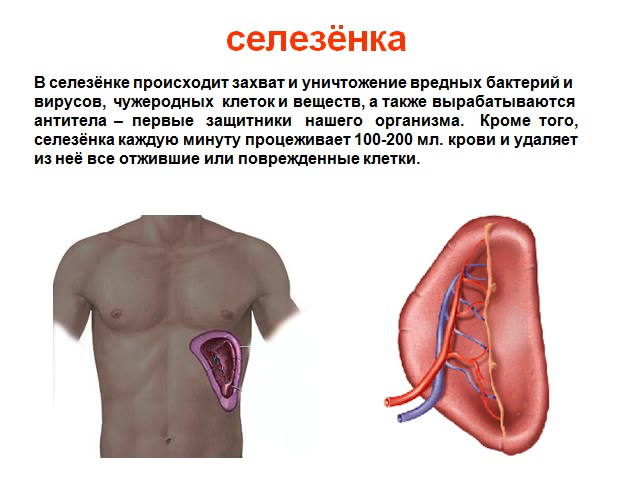 селезёнка
В селезёнке происходит захват и уничтожение вредных бактерий и
вирусов, чужеродных клеток и веществ, а также вырабатываются
антитела – первые защитники нашего организма. Кроме того,
селезёнка каждую минуту процеживает 100-200 мл. крови и удаляет
из неё все отжившие или поврежденные клетки.